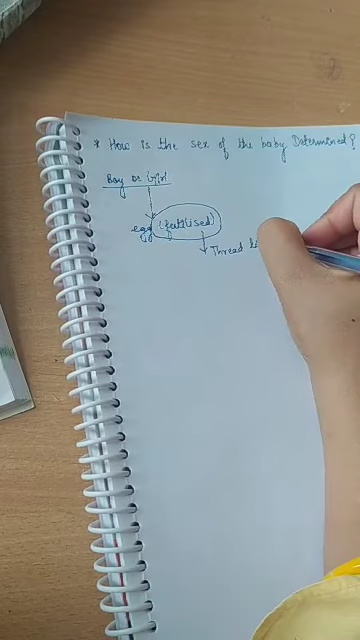 * How is the sex of the baby Determined?
Boy or Girl
egg (fertilised)
Thread